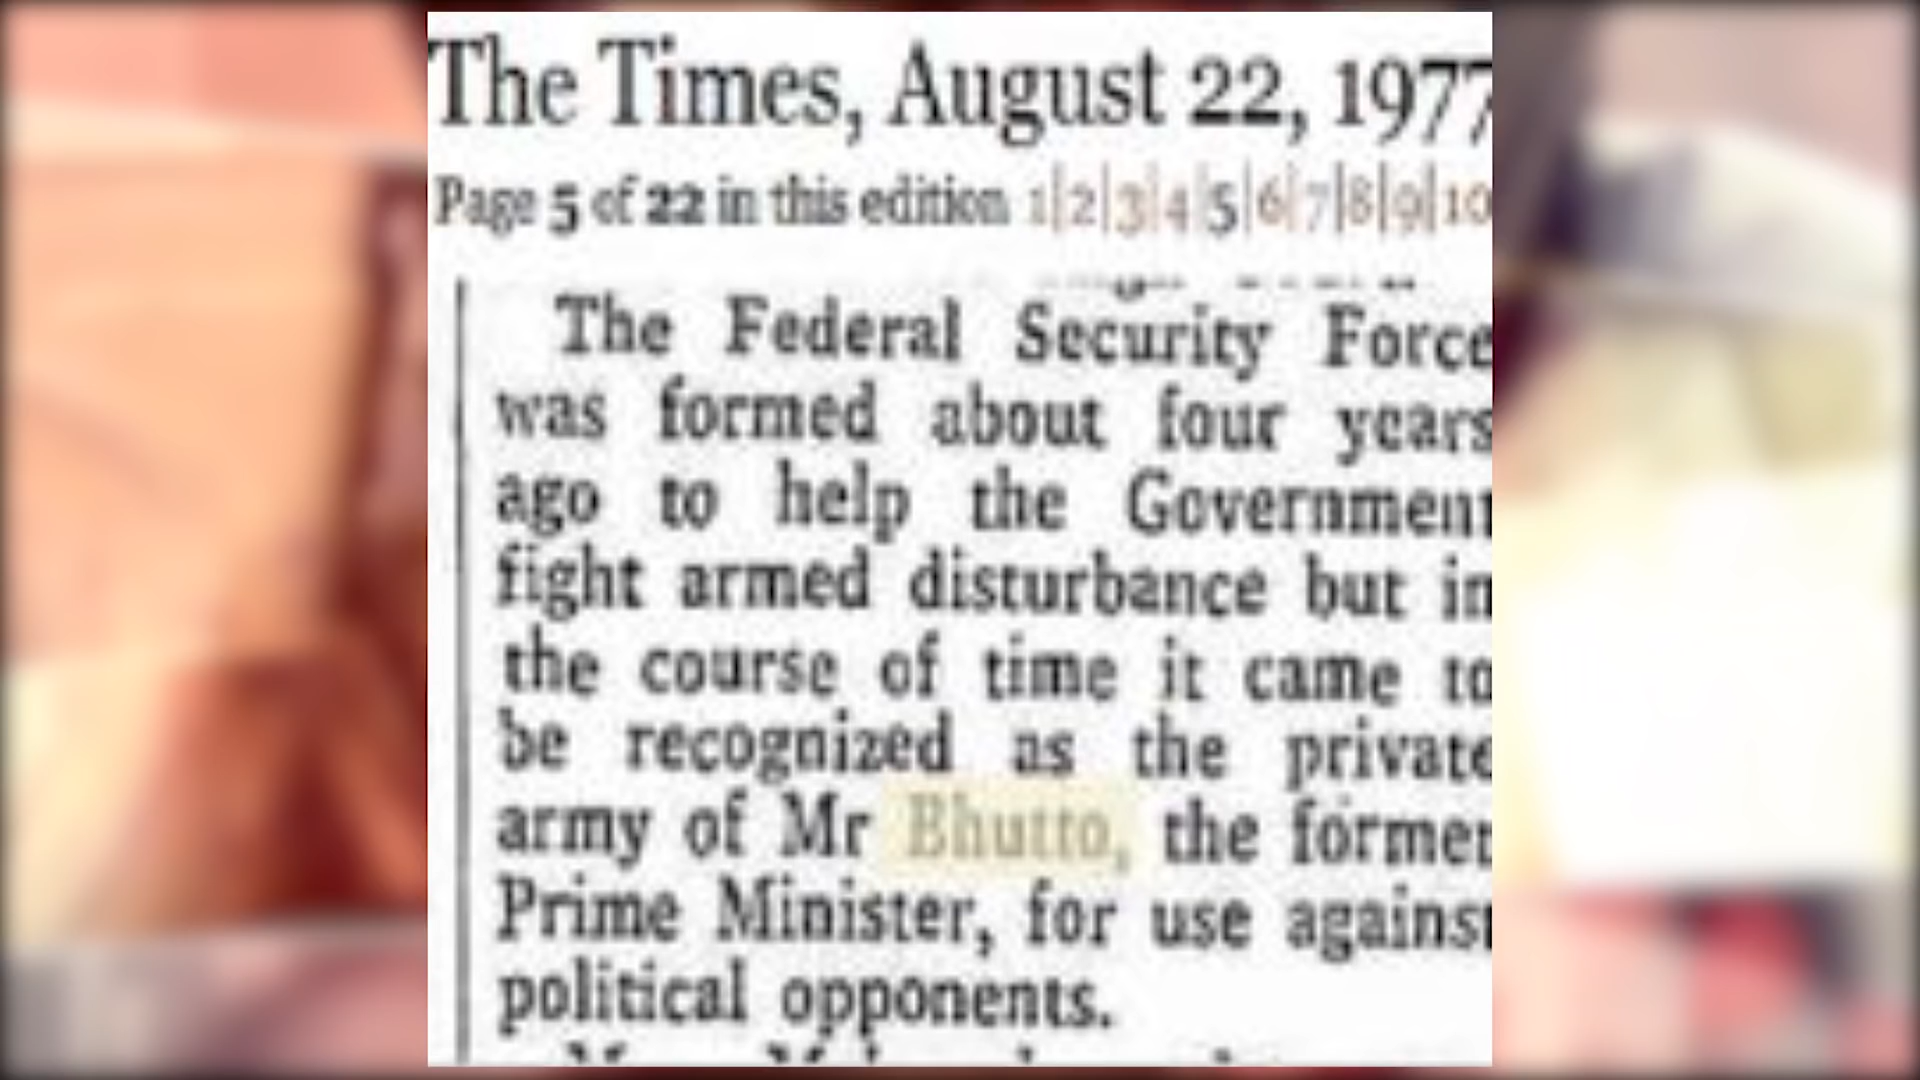 The Times, August 22, 1977
Page 5 of 22 in this edition 1|2|3|4|5|6|7|8|9|10
The Federal Security Force
was formed about four years
ago to help the Government
fight armed disturbance but in
the course of time it came to
be recognized as the private
army of Mr Bhutto, the former
Prime Minister, for use against
political opponents.